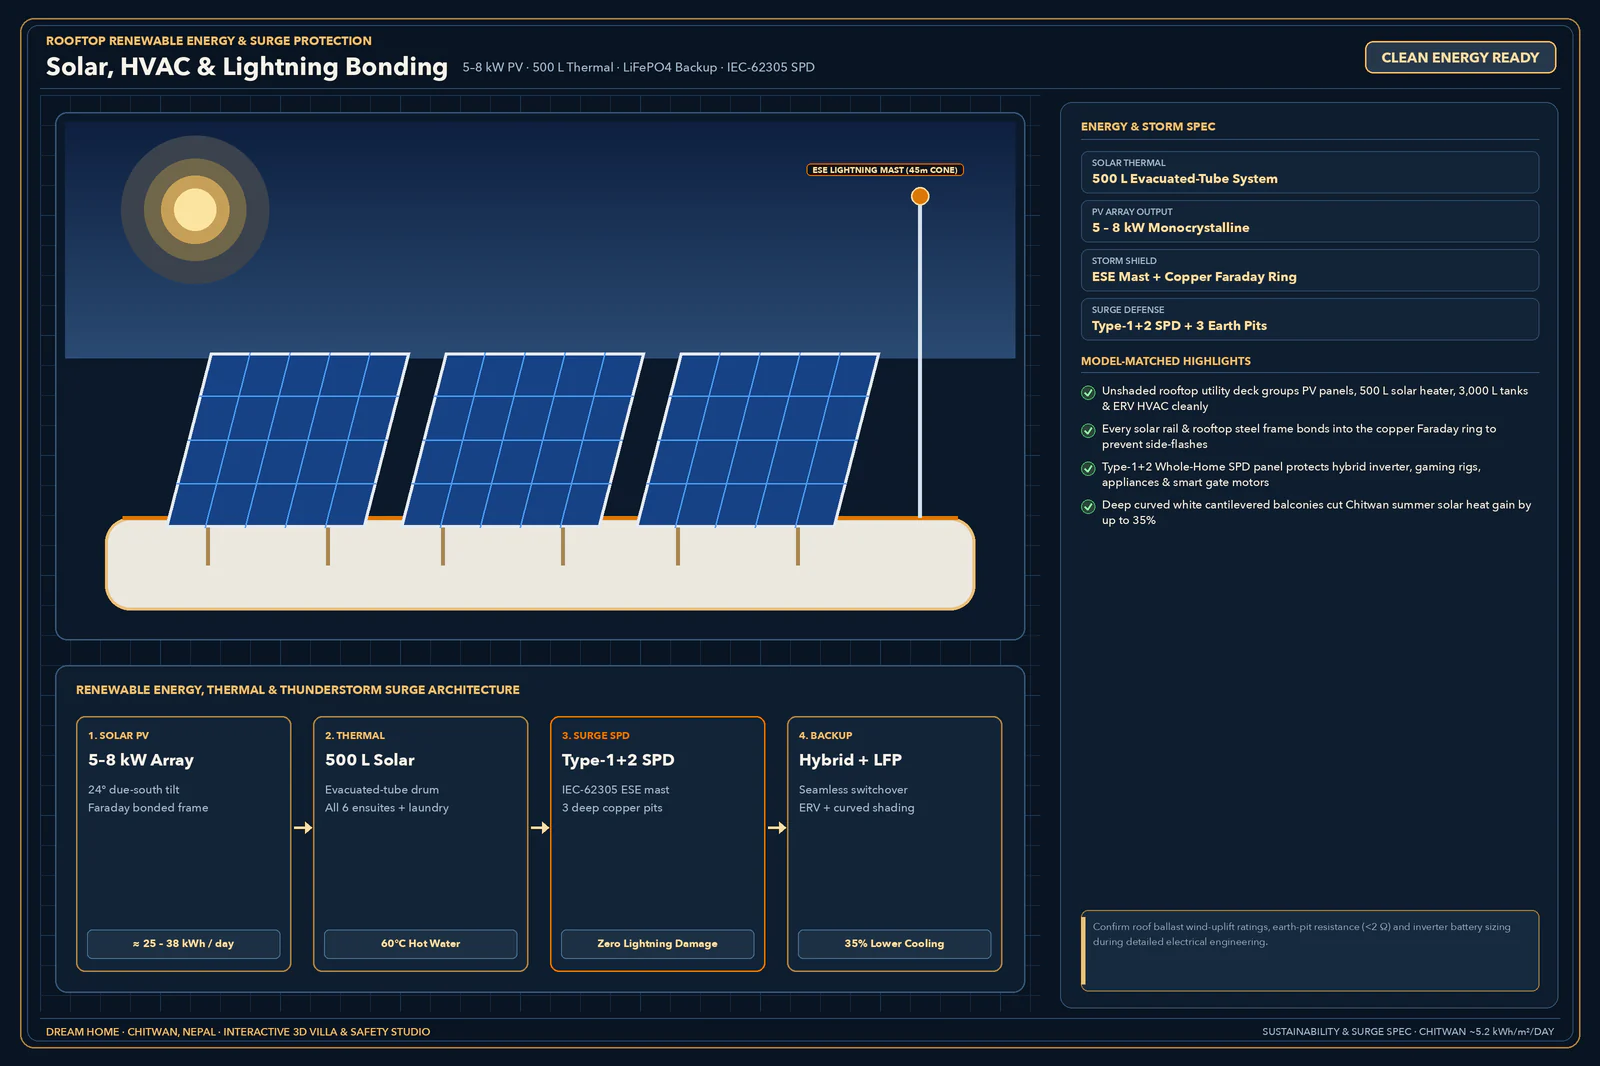 ROOFTOP RENEWABLE ENERGY & SURGE PROTECTION
Solar, HVAC & Lightning Bonding
5–8 kW PV · 500 L Thermal · LiFePO4 Backup · IEC-62305 SPD
CLEAN ENERGY READY
ESE LIGHTNING MAST (45m CONE)
RENEWABLE ENERGY, THERMAL & THUNDERSTORM SURGE ARCHITECTURE
1. SOLAR PV
5–8 kW Array
24° due-south tilt
Faraday bonded frame
≈ 25 – 38 kWh / day
2. THERMAL
500 L Solar
Evacuated-tube drum
All 6 ensuites + laundry
60°C Hot Water
3. SURGE SPD
Type-1+2 SPD
IEC-62305 ESE mast
3 deep copper pits
Zero Lightning Damage
4. BACKUP
Hybrid + LFP
Seamless switchover
ERV + curved shading
35% Lower Cooling
ENERGY & STORM SPEC
SOLAR THERMAL
500 L Evacuated-Tube System
PV ARRAY OUTPUT
5 – 8 kW Monocrystalline
STORM SHIELD
ESE Mast + Copper Faraday Ring
SURGE DEFENSE
Type-1+2 SPD + 3 Earth Pits
MODEL-MATCHED HIGHLIGHTS
Unshaded rooftop utility deck groups PV panels, 500 L solar heater, 3,000 L tanks
& ERV HVAC cleanly
Every solar rail & rooftop steel frame bonds into the copper Faraday ring to
prevent side-flashes
Type-1+2 Whole-Home SPD panel protects hybrid inverter, gaming rigs,
appliances & smart gate motors
Deep curved white cantilevered balconies cut Chitwan summer solar heat gain by
up to 35%
Confirm roof ballast wind-uplift ratings, earth-pit resistance (<2 Ω) and inverter battery sizing
during detailed electrical engineering.
DREAM HOME · CHITWAN, NEPAL · INTERACTIVE 3D VILLA & SAFETY STUDIO
SUSTAINABILITY & SURGE SPEC · CHITWAN ~5.2 kWh/m²/DAY